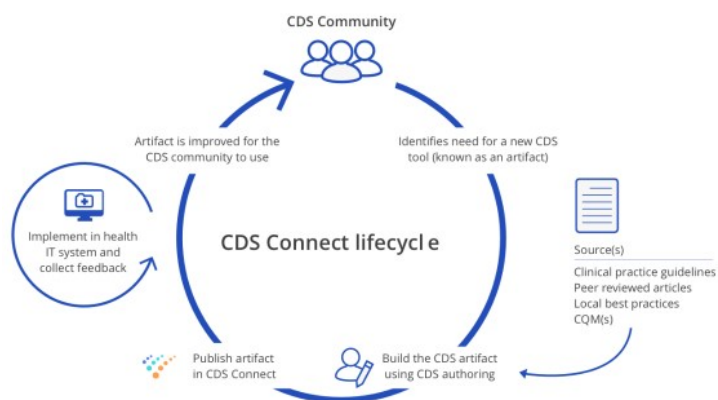 CDS Community
Artifact is improved for the
CDS community to use
Identifies need for a new CDS
tool (known as an artifact)
Implement in health
IT system and
collect feedback
CDS Connect lifecycle
Source(s)
Clinical practice guidelines
Peer reviewed articles
Local best practices
CQM(s)
Publish artifact
in CDS Connect
Build the CDS artifact
using CDS authoring